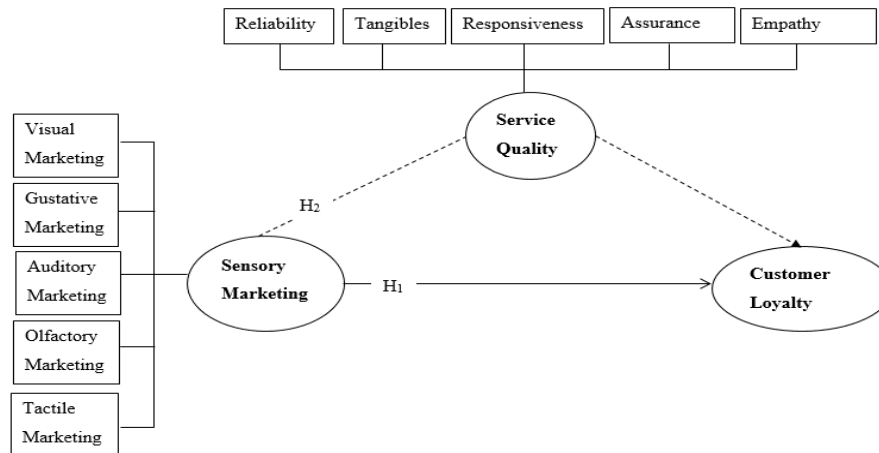 Reliability
Tangibles
Responsiveness
Assurance
Empathy
Service
Quality
Visual
Marketing
Gustative
Marketing
Auditory
Marketing
Olfactory
Marketing
Tactile
Marketing
H2
Sensory
Marketing
H1
Customer
Loyalty